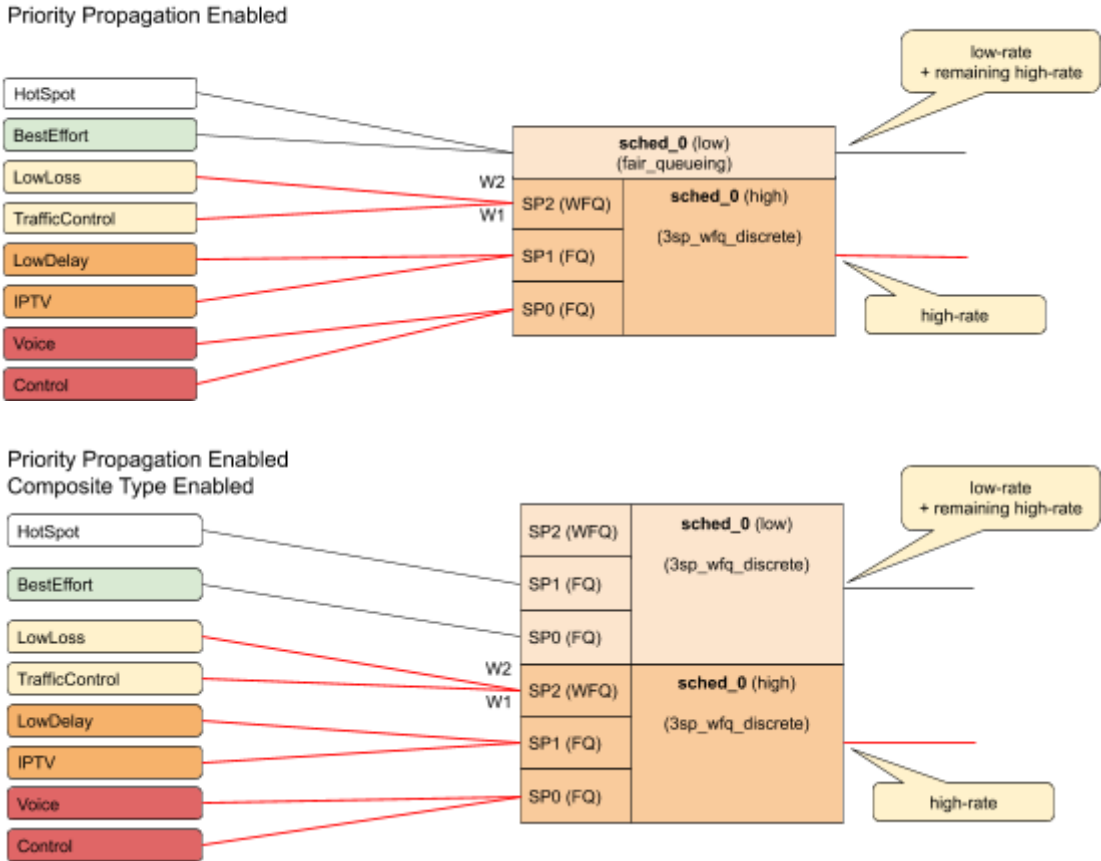 Priority Propagation Enabled
low-rate
+ remaining high-rate
HotSpot
BestEffort
LowLoss
TrafficControl
LowDelay
IPTV
Voice
Control
W2
W1
sched_0 (low)
(fair_queueing)
SP2 (WFQ)
SP1 (FQ)
SP0 (FQ)
sched_0 (high)
(3sp_wfq_discrete)
high-rate
Priority Propagation Enabled
Composite Type Enabled
low-rate
+ remaining high-rate
HotSpot
BestEffort
LowLoss
TrafficControl
LowDelay
IPTV
Voice
Control
W2
W1
SP2 (WFQ)
SP1 (FQ)
SP0 (FQ)
sched_0 (low)
(3sp_wfq_discrete)
SP2 (WFQ)
SP1 (FQ)
SP0 (FQ)
sched_0 (high)
(3sp_wfq_discrete)
high-rate